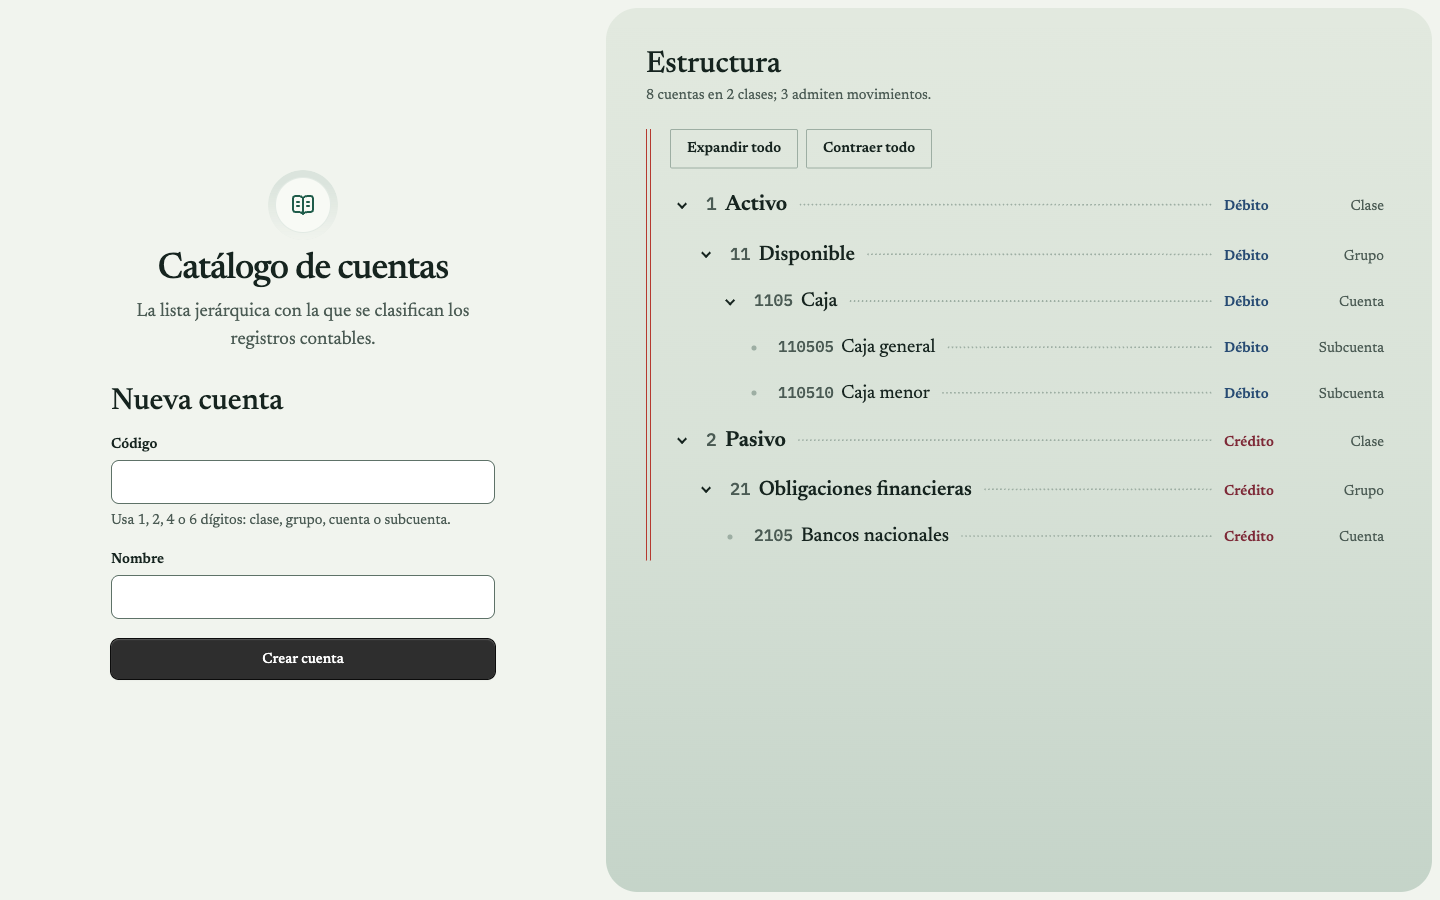 Catálogo de cuentas
La lista jerárquica con la que se clasifican los
registros contables.
Nueva cuenta
Código
Usa 1, 2, 4 o 6 dígitos: clase, grupo, cuenta o subcuenta.
Nombre
Crear cuenta
Estructura
8 cuentas en 2 clases; 3 admiten movimientos.
Expandir todo Contraer todo
1 Activo Débito Clase
11 Disponible Débito Grupo
1105 Caja Débito Cuenta
110505 Caja general Débito Subcuenta
110510 Caja menor Débito Subcuenta
2 Pasivo Crédito Clase
21 Obligaciones financieras Crédito Grupo
2105 Bancos nacionales Crédito Cuenta